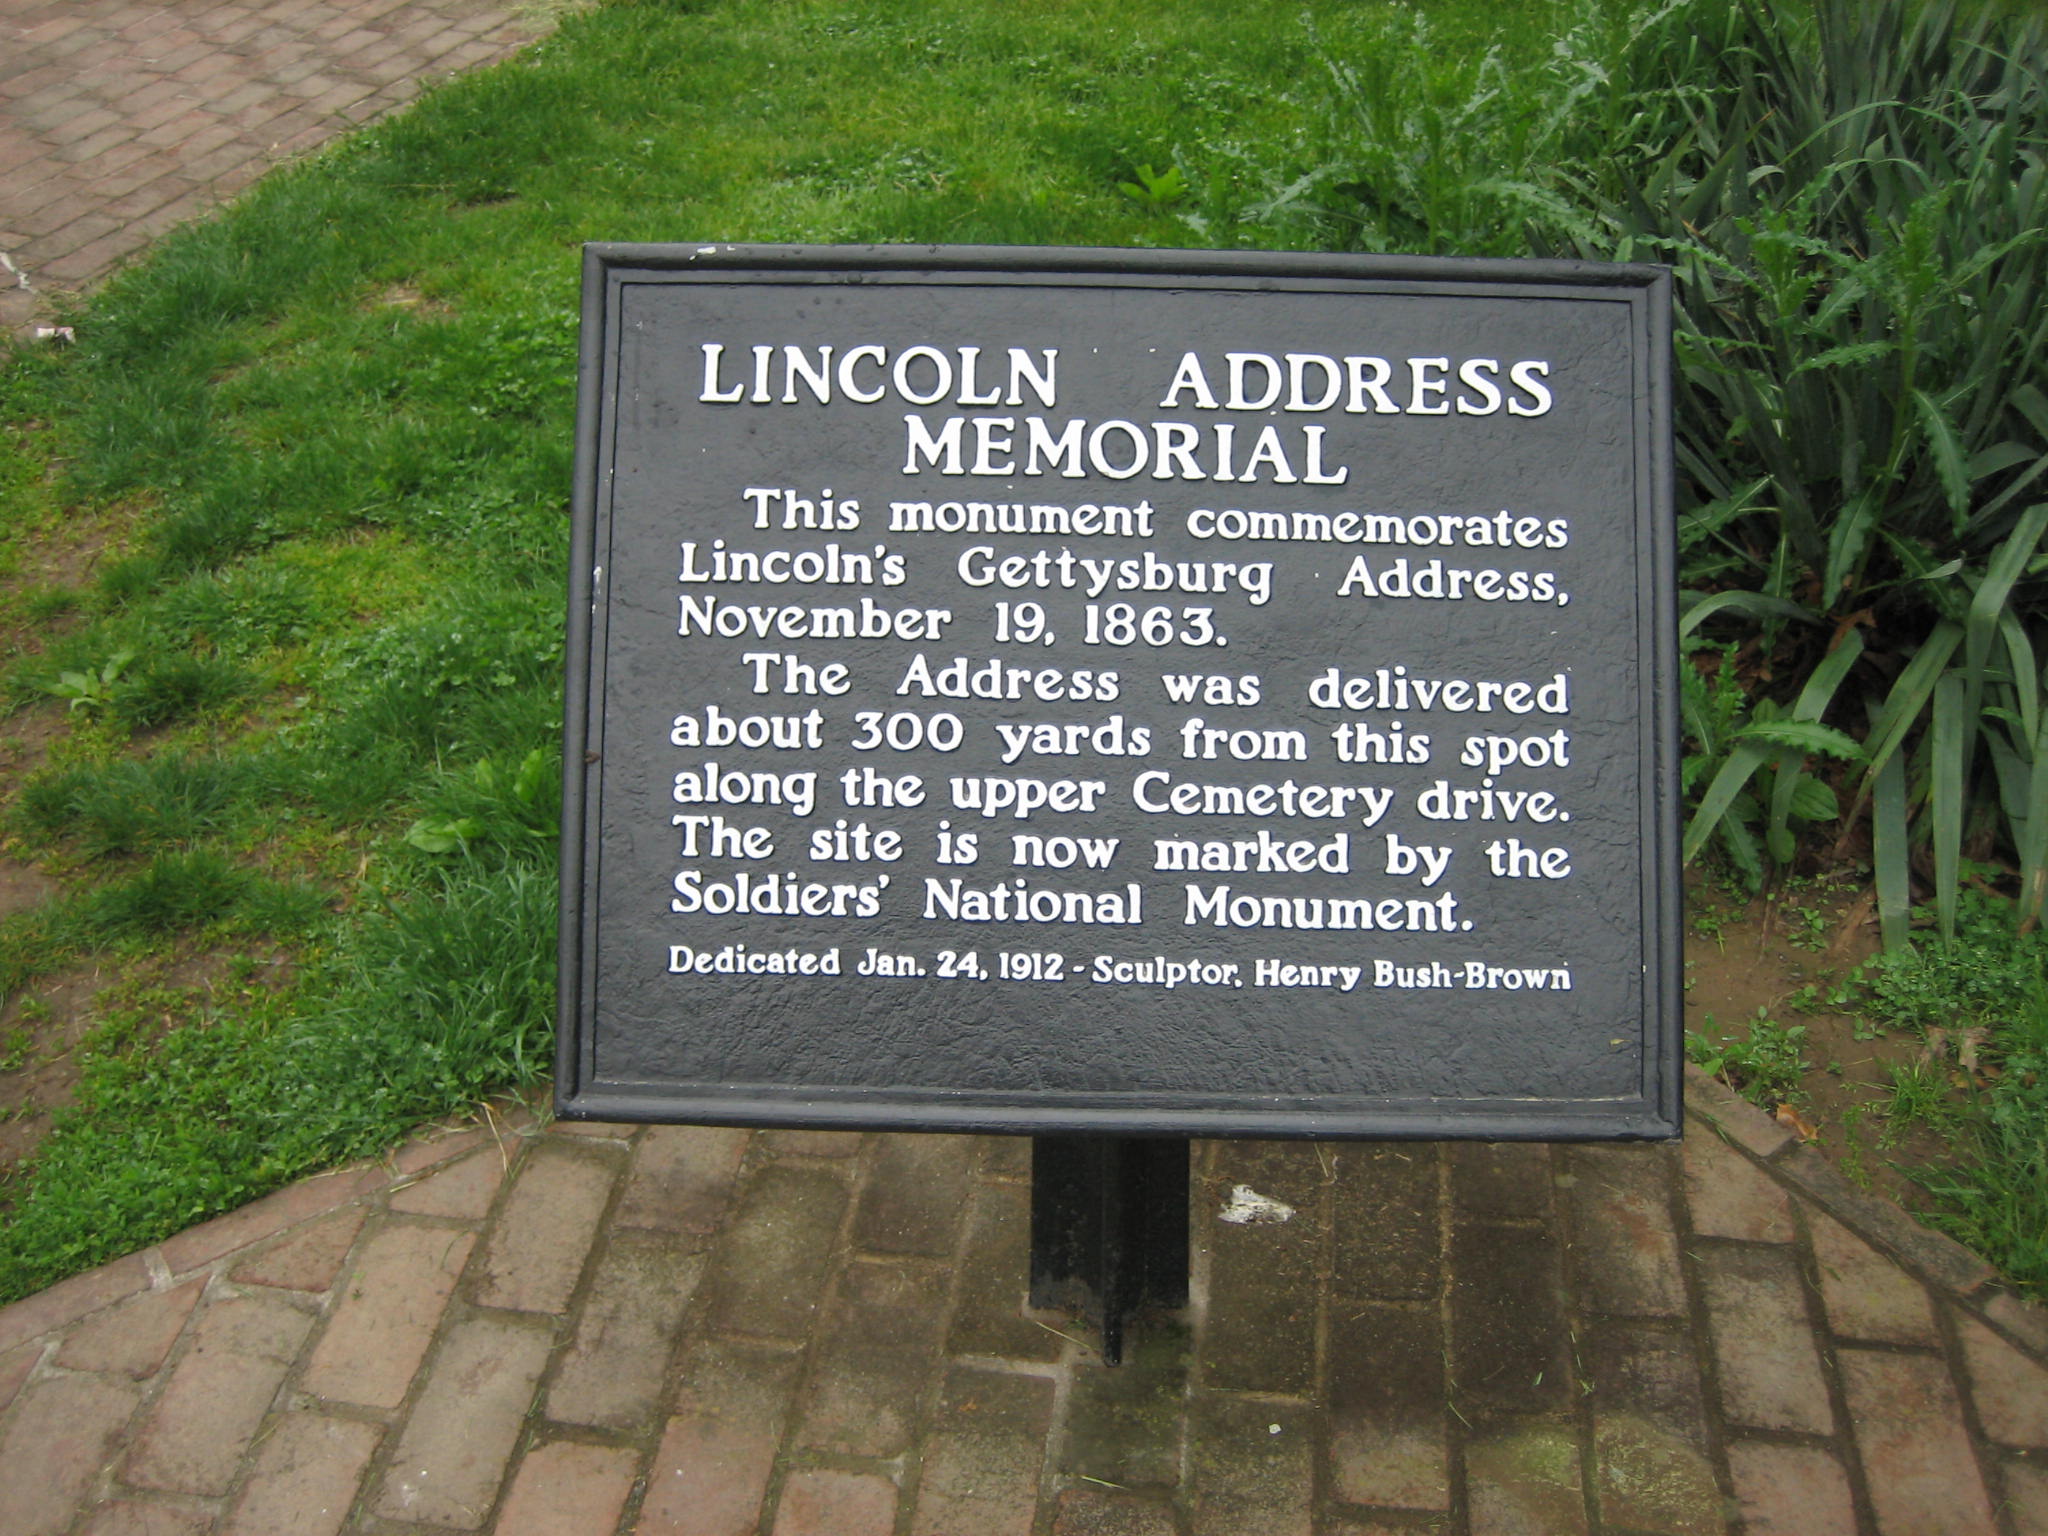 LINCOLN ADDRESS
MEMORIAL
This monument commemorates
Lincoln's Gettysburg Address,
November 19, 1863.
The Address was delivered
about 300 yards from this spot
along the upper Cemetery drive.
The site is now marked by the
Soldiers' National Monument.
Dedicated Jan. 24, 1912 - Sculptor, Henry Bush-Brown